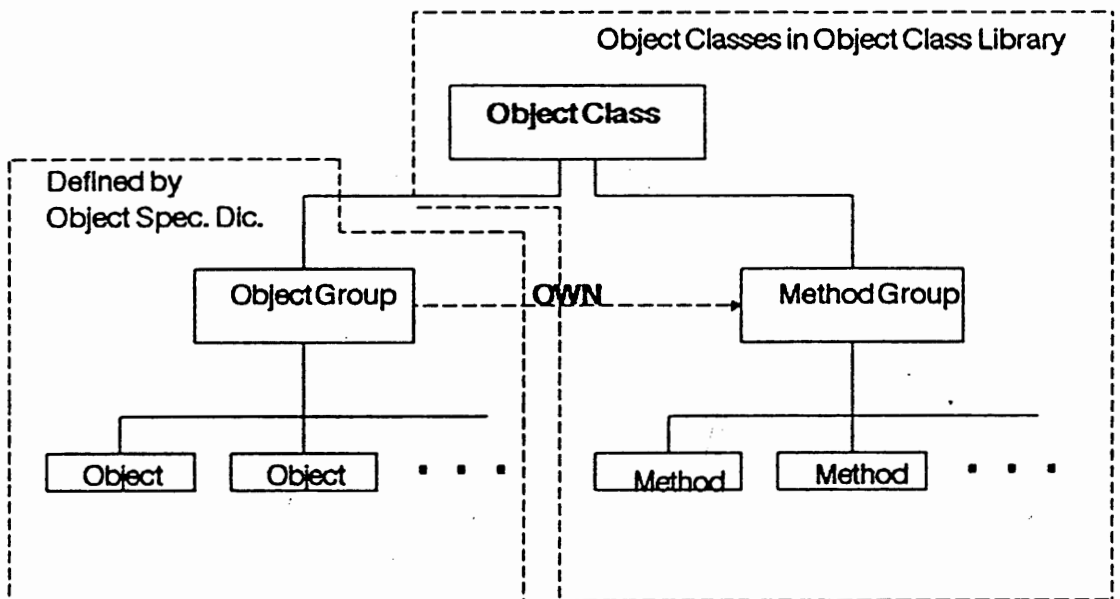 Object Classes in Object Class Library
Object Class
Defined by
Object Spec. Dic.
Object Group
OWN
Method Group
Object
Object
Method
Method